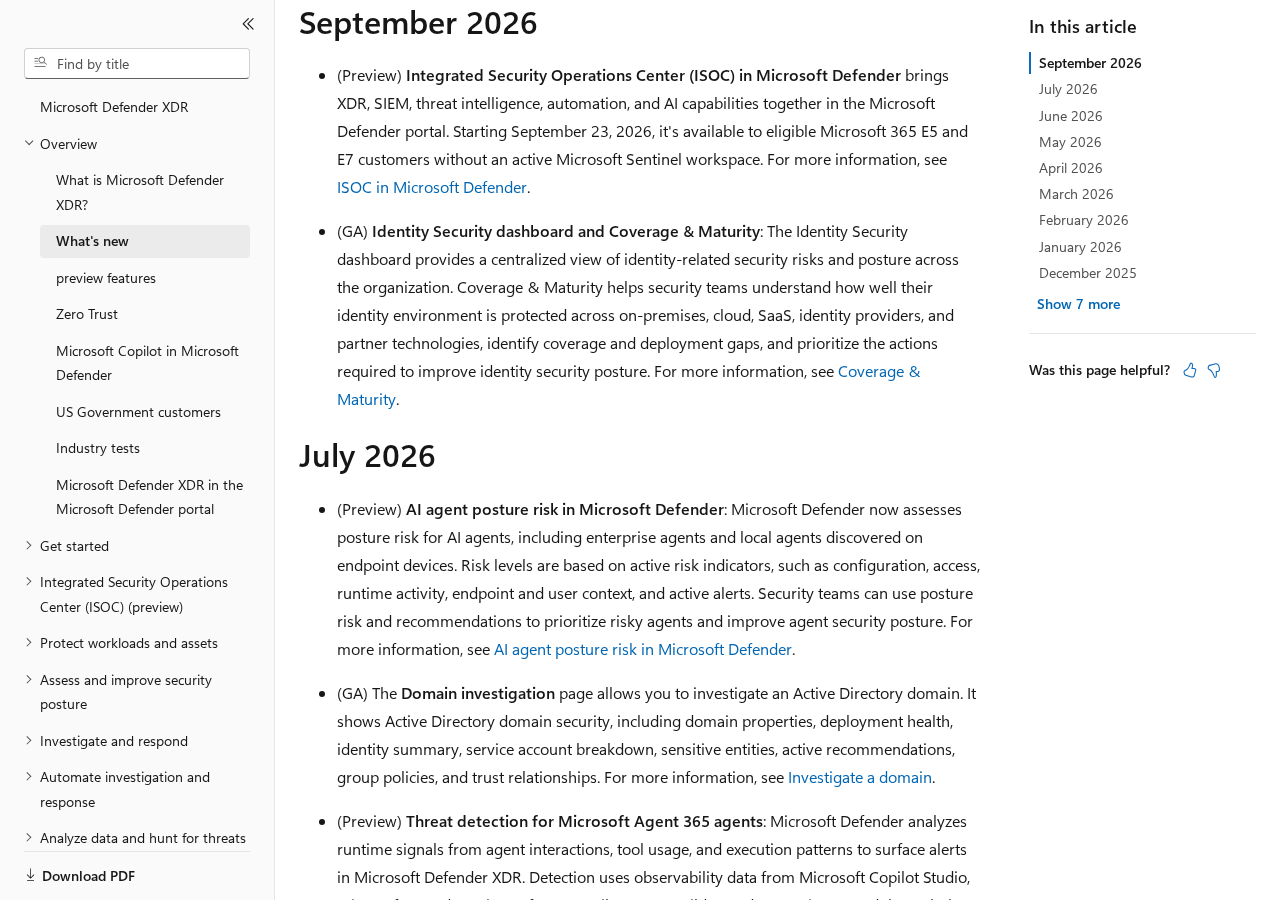 Find by title
Microsoft Defender XDR
Overview
What is Microsoft Defender
XDR?
What's new
preview features
Zero Trust
Microsoft Copilot in Microsoft
Defender
US Government customers
Industry tests
Microsoft Defender XDR in the
Microsoft Defender portal
Get started
Integrated Security Operations
Center (ISOC) (preview)
Protect workloads and assets
Assess and improve security
posture
Investigate and respond
Automate investigation and
response
Analyze data and hunt for threats
Download PDF
September 2026
(Preview) Integrated Security Operations Center (ISOC) in Microsoft Defender brings
XDR, SIEM, threat intelligence, automation, and AI capabilities together in the Microsoft
Defender portal. Starting September 23, 2026, it's available to eligible Microsoft 365 E5 and
E7 customers without an active Microsoft Sentinel workspace. For more information, see
ISOC in Microsoft Defender.
(GA) Identity Security dashboard and Coverage & Maturity: The Identity Security
dashboard provides a centralized view of identity-related security risks and posture across
the organization. Coverage & Maturity helps security teams understand how well their
identity environment is protected across on-premises, cloud, SaaS, identity providers, and
partner technologies, identify coverage and deployment gaps, and prioritize the actions
required to improve identity security posture. For more information, see Coverage &
Maturity.
July 2026
(Preview) AI agent posture risk in Microsoft Defender: Microsoft Defender now assesses
posture risk for AI agents, including enterprise agents and local agents discovered on
endpoint devices. Risk levels are based on active risk indicators, such as configuration, access,
runtime activity, endpoint and user context, and active alerts. Security teams can use posture
risk and recommendations to prioritize risky agents and improve agent security posture. For
more information, see AI agent posture risk in Microsoft Defender.
(GA) The Domain investigation page allows you to investigate an Active Directory domain. It
shows Active Directory domain security, including domain properties, deployment health,
identity summary, service account breakdown, sensitive entities, active recommendations,
group policies, and trust relationships. For more information, see Investigate a domain.
(Preview) Threat detection for Microsoft Agent 365 agents: Microsoft Defender analyzes
runtime signals from agent interactions, tool usage, and execution patterns to surface alerts
in Microsoft Defender XDR. Detection uses observability data from Microsoft Copilot Studio,
In this article
September 2026
July 2026
June 2026
May 2026
April 2026
March 2026
February 2026
January 2026
December 2025
Show 7 more
Was this page helpful?